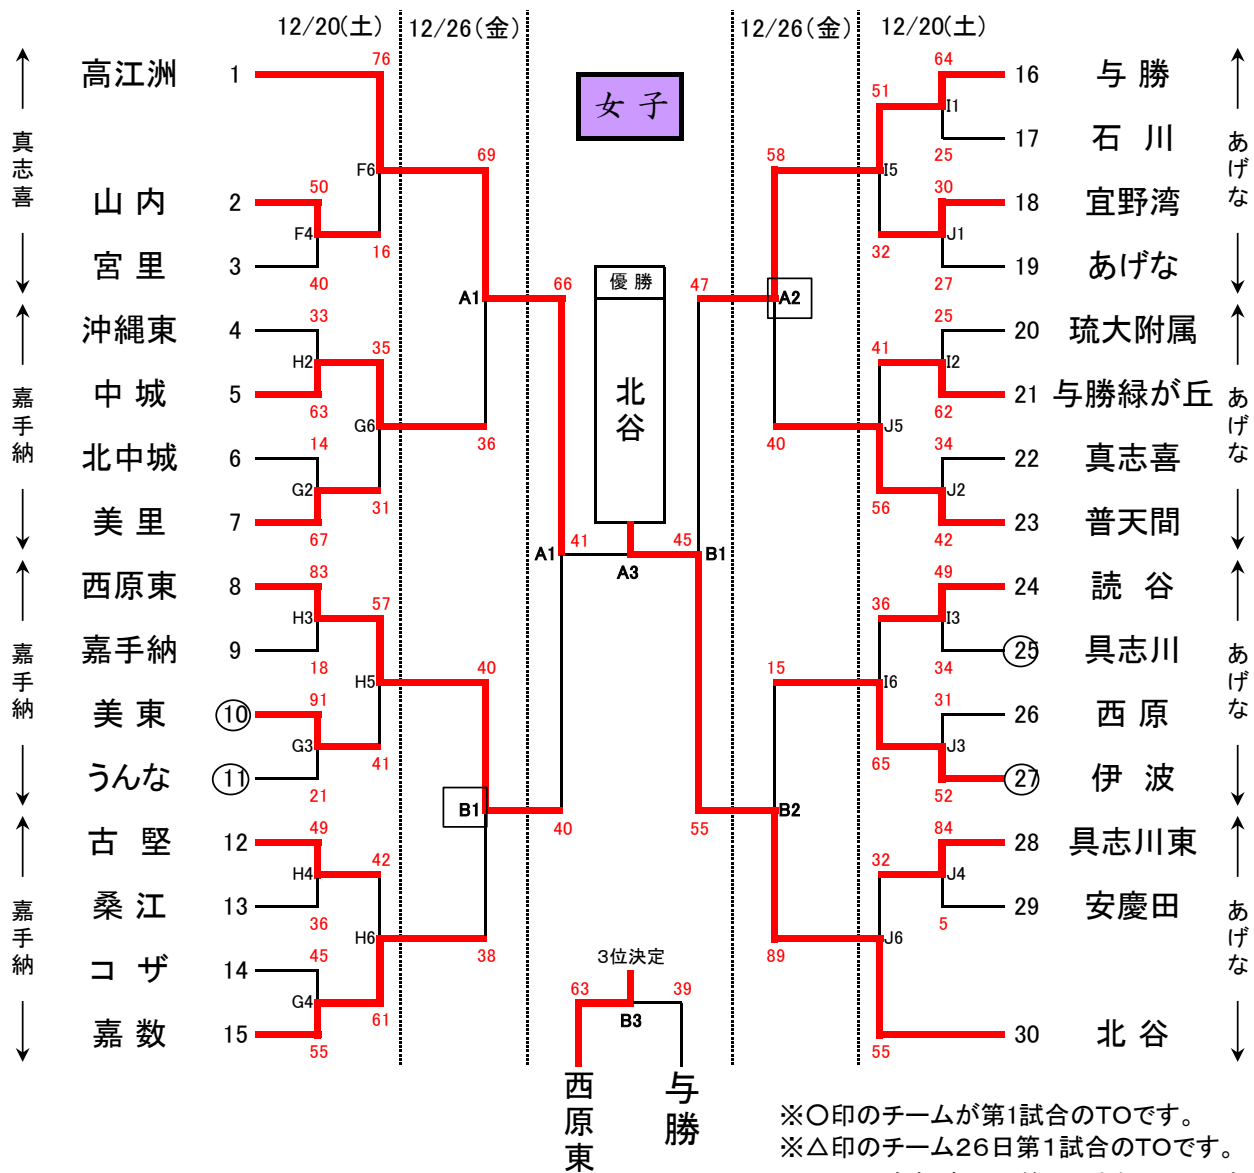 12/20(土) 12/26(金) 12/26(金) 12/20(土)
女子
真志喜
嘉手納
嘉手納
嘉手納
高江洲 1
山内 2
宮里 3
沖縄東 4
中城 5
北中城 6
美里 7
西原東 8
嘉手納 9
美東 10
うんな 11
古堅 12
桑江 13
コザ 14
嘉数 15
76
F6
50
F4
16
40
33
H2
35
63
G6
14
G2
31
67
83
H3
57
18
H5
91
G3
41
21
49
H4
42
36
H6
45
G4
61
55
69
A1
36
40
B1
38
66
A1
40
優勝
北谷
41
A3
45
47
B1
55
58
A2
40
15
B2
89
64
I1
51
25
I5
30
J1
32
27
25
I2
41
62
J5
34
J2
56
42
49
I3
36
34
I6
31
J3
65
52
84
J4
32
5
J6
55
16 与勝
17 石川
18 宜野湾
19 あげな
20 琉大附属
21 与勝緑が丘
22 真志喜
23 普天間
24 読谷
25 具志川
26 西原
27 伊波
28 具志川東
29 安慶田
30 北谷
あげな
あげな
あげな
あげな
3位決定
63
39
B3
西原東
与勝
※○印のチームが第1試合のTOです。
※△印のチーム26日第1試合のTOです。